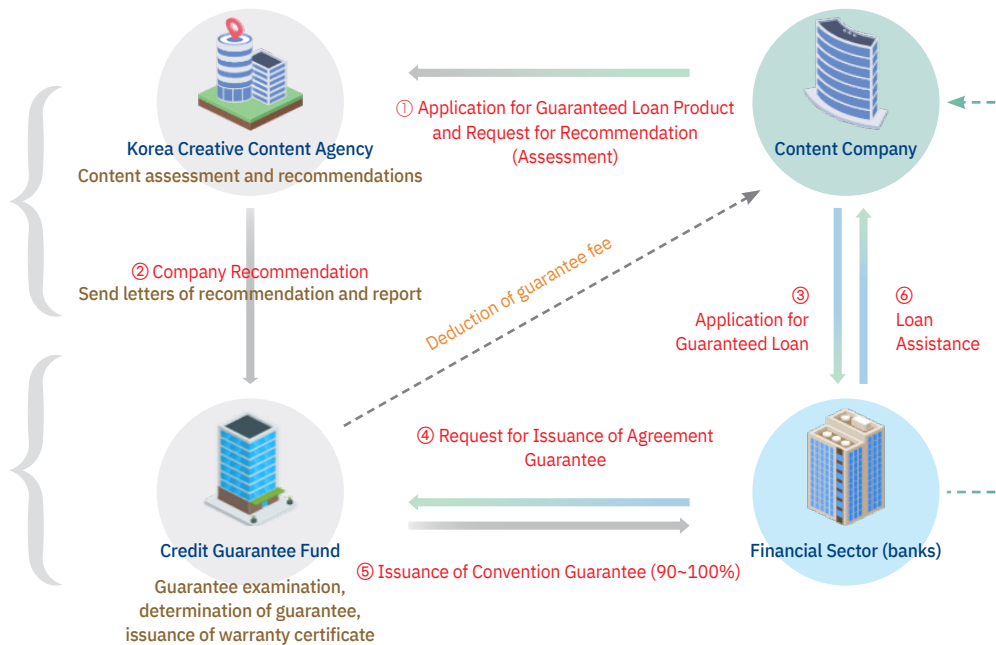 Korea Creative Content Agency
Content assessment and recommendations
① Application for Guaranteed Loan Product
and Request for Recommendation
(Assessment)
Content Company
② Company Recommendation
Send letters of recommendation and report
Deduction of guarantee fee
③
Application for
Guaranteed Loan
⑥
Loan
Assistance
④ Request for Issuance of Agreement
Guarantee
Credit Guarantee Fund
Guarantee examination,
determination of guarantee,
issuance of warranty certificate
⑤ Issuance of Convention Guarantee (90~100%)
Financial Sector (banks)